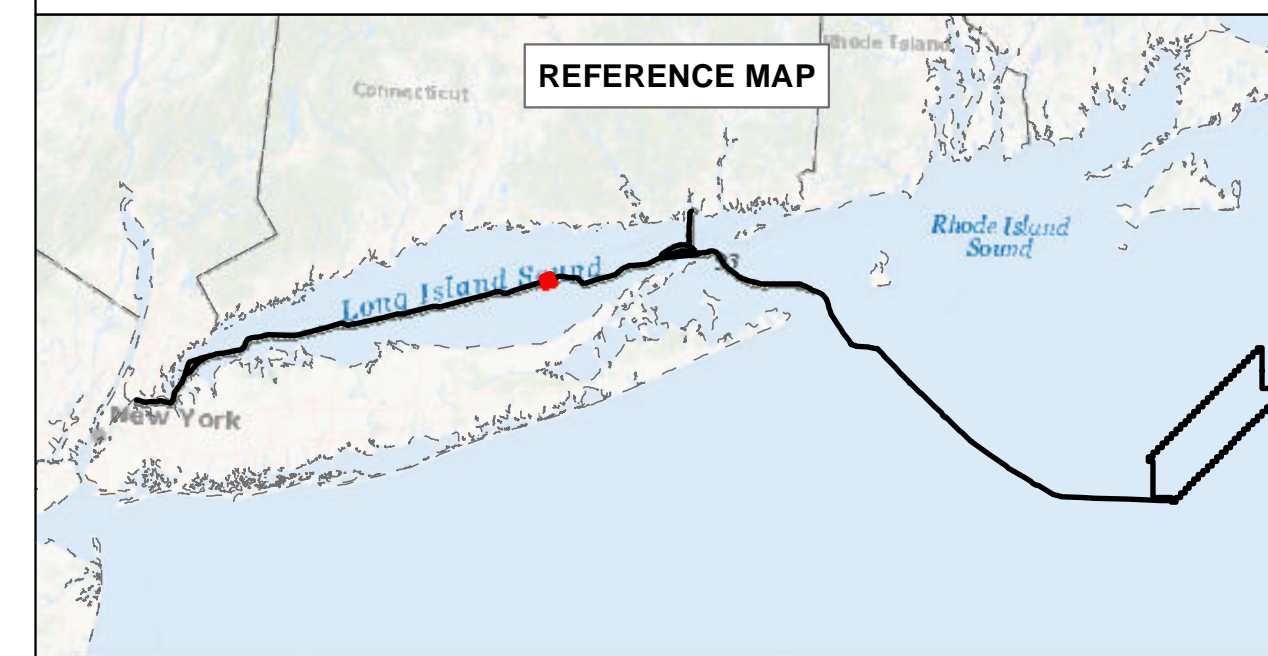 Rhode Island
REFERENCE MAP
Connecticut
Rhode Island
Sound
Long Island Sound
New York